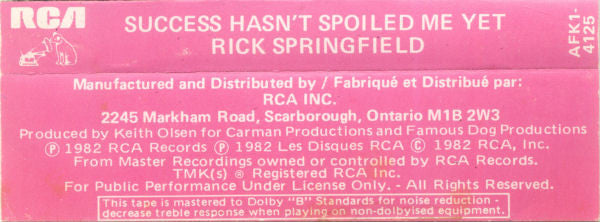 RCA
SUCCESS HASN'T SPOILED ME YET
RICK SPRINGFIELD
AFK1-
4125
Manufactured and Distributed by / Fabriqué et Distribué par:
RCA INC.
2245 Markham Road, Scarborough, Ontario M1B 2W3
Produced by Keith Olsen for Carman Productions and Famous Dog Productions
Ⓟ 1982 RCA Records Ⓟ 1982 Les Disques RCA © 1982 RCA, Inc.
From Master Recordings owned or controlled by RCA Records.
TMK(s) ® Registered RCA Inc.
For Public Performance Under License Only. - All Rights Reserved.
This tape is mastered to Dolby "B" Standards for noise reduction -
decrease treble response when playing on non-dolbyised equipment.